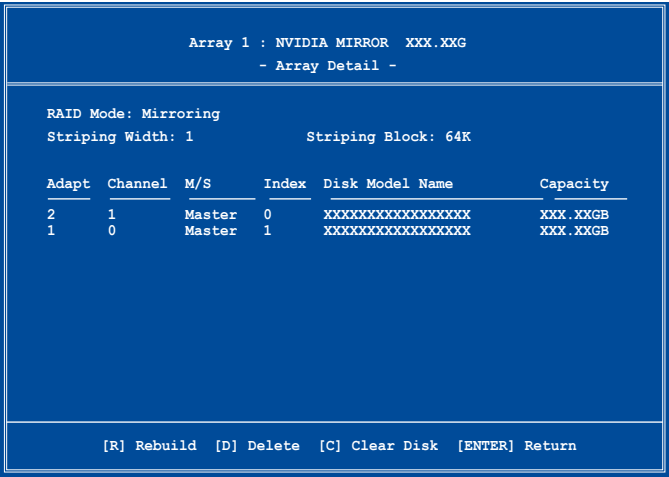 Array 1 : NVIDIA MIRROR XXX.XXG
- Array Detail -
RAID Mode: Mirroring
Striping Width: 1 Striping Block: 64K
Adapt Channel M/S Index Disk Model Name Capacity
2 1 Master 0 XXXXXXXXXXXXXXXXX XXX.XXGB
1 0 Master 1 XXXXXXXXXXXXXXXXX XXX.XXGB
[R] Rebuild [D] Delete [C] Clear Disk [ENTER] Return